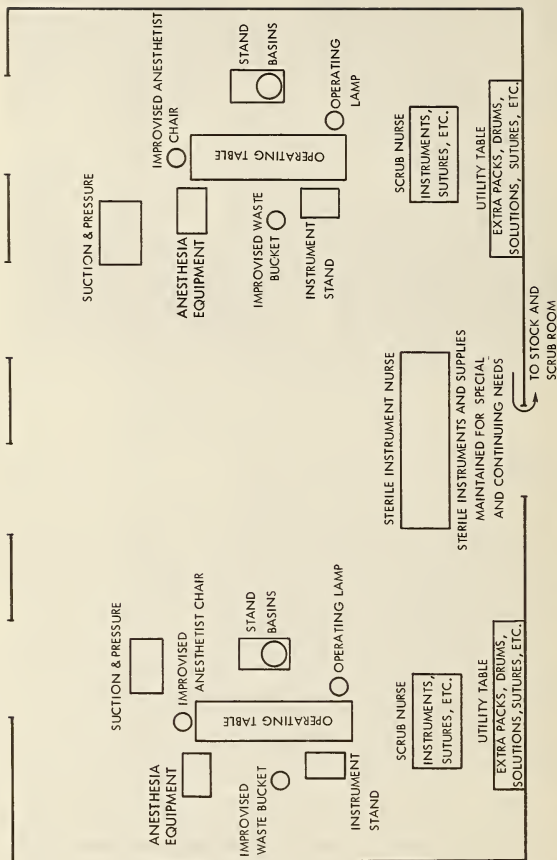 SUCTION & PRESSURE
IMPROVISED
ANESTHETIST CHAIR
ANESTHESIA
EQUIPMENT
STAND
BASINS
OPERATING TABLE
IMPROVISED
WASTE BUCKET
OPERATING LAMP
INSTRUMENT
STAND
SCRUB NURSE
INSTRUMENTS,
SUTURES, ETC.
UTILITY TABLE
EXTRA PACKS, DRUMS,
SOLUTIONS, SUTURES, ETC.
STERILE INSTRUMENT NURSE
STERILE INSTRUMENTS AND SUPPLIES
MAINTAINED FOR SPECIAL
AND CONTINUING NEEDS
TO STOCK AND
SCRUB ROOM
SUCTION & PRESSURE
IMPROVISED ANESTHETIST
CHAIR
ANESTHESIA
EQUIPMENT
STAND
BASINS
OPERATING TABLE
IMPROVISED WASTE
BUCKET
OPERATING
LAMP
INSTRUMENT
STAND
SCRUB NURSE
INSTRUMENTS,
SUTURES, ETC.
UTILITY TABLE
EXTRA PACKS, DRUMS,
SOLUTIONS, SUTURES, ETC.